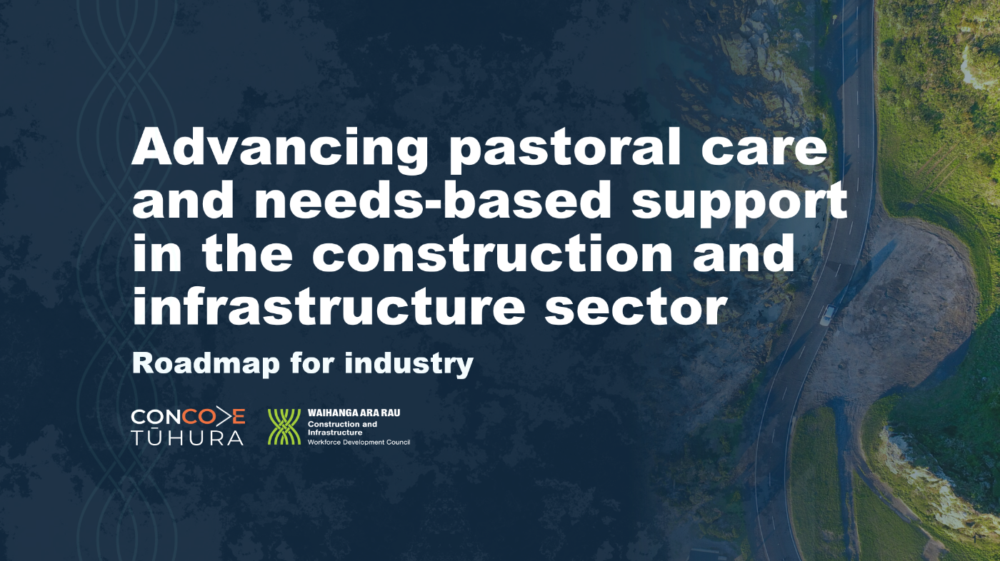 Advancing pastoral care
and needs-based support
in the construction and
infrastructure sector
Roadmap for industry
CONCOVE
TŪHURA
WAIHANGA ARA RAU
Construction and
Infrastructure
Workforce Development Council